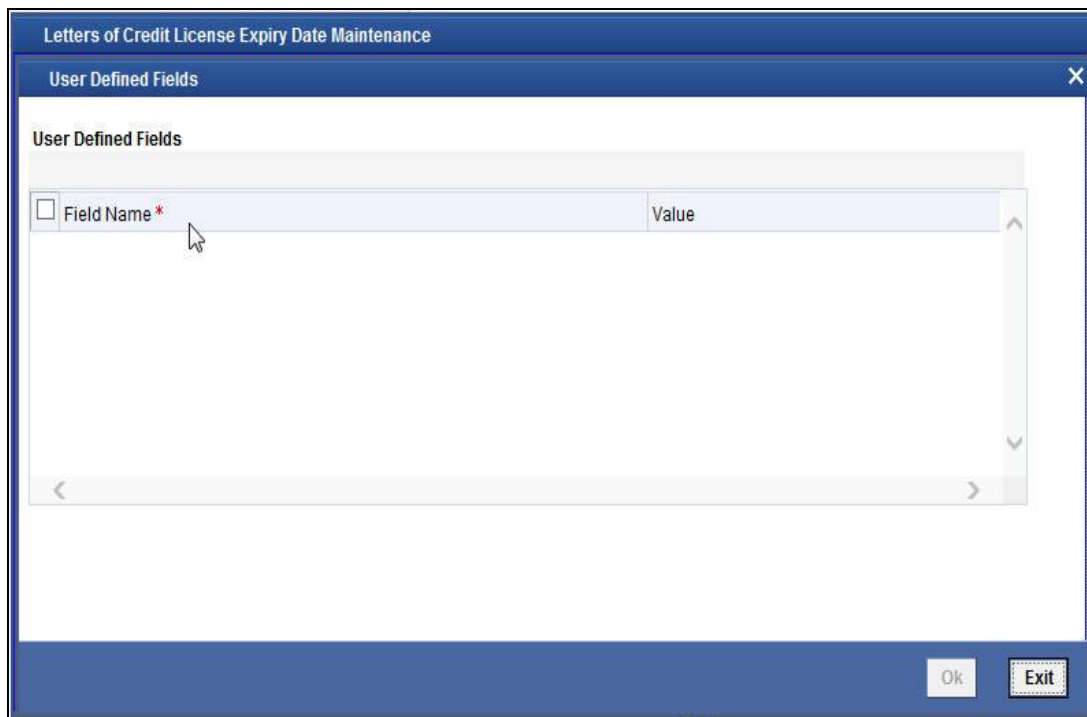 Letters of Credit License Expiry Date Maintenance
User Defined Fields
User Defined Fields
Field Name * Value
Ok Exit